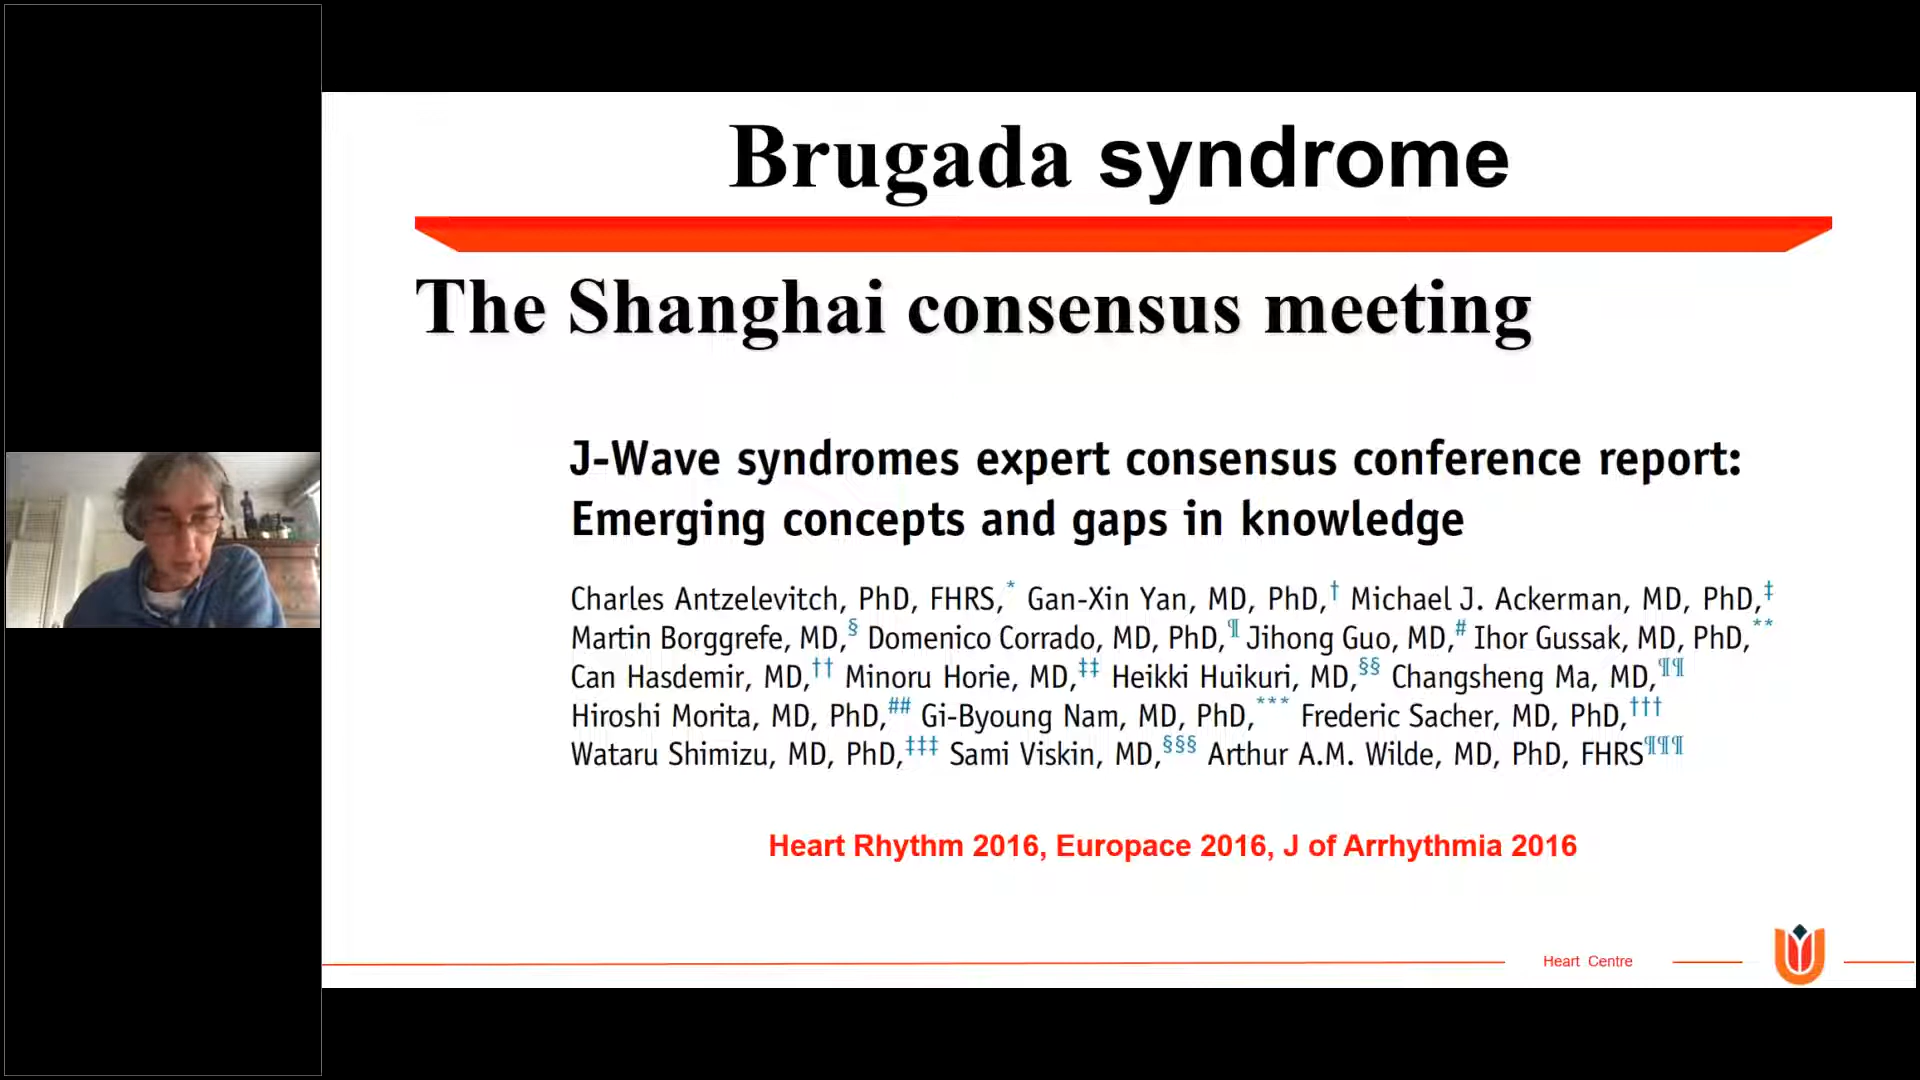 Brugada syndrome
The Shanghai consensus meeting
J-Wave syndromes expert consensus conference report:
Emerging concepts and gaps in knowledge
Charles Antzelevitch, PhD, FHRS,* Gan-Xin Yan, MD, PhD,† Michael J. Ackerman, MD, PhD,‡
Martin Borggrefe, MD,§ Domenico Corrado, MD, PhD,¶ Jihong Guo, MD,# Ihor Gussak, MD, PhD,**
Can Hasdemir, MD,†† Minoru Horie, MD,‡‡ Heikki Huikuri, MD,§§ Changsheng Ma, MD,¶¶
Hiroshi Morita, MD, PhD,## Gi-Byoung Nam, MD, PhD,*** Frederic Sacher, MD, PhD,†††
Wataru Shimizu, MD, PhD,‡‡‡ Sami Viskin, MD,§§§ Arthur A.M. Wilde, MD, PhD, FHRS¶¶¶
Heart Rhythm 2016, Europace 2016, J of Arrhythmia 2016
Heart Centre